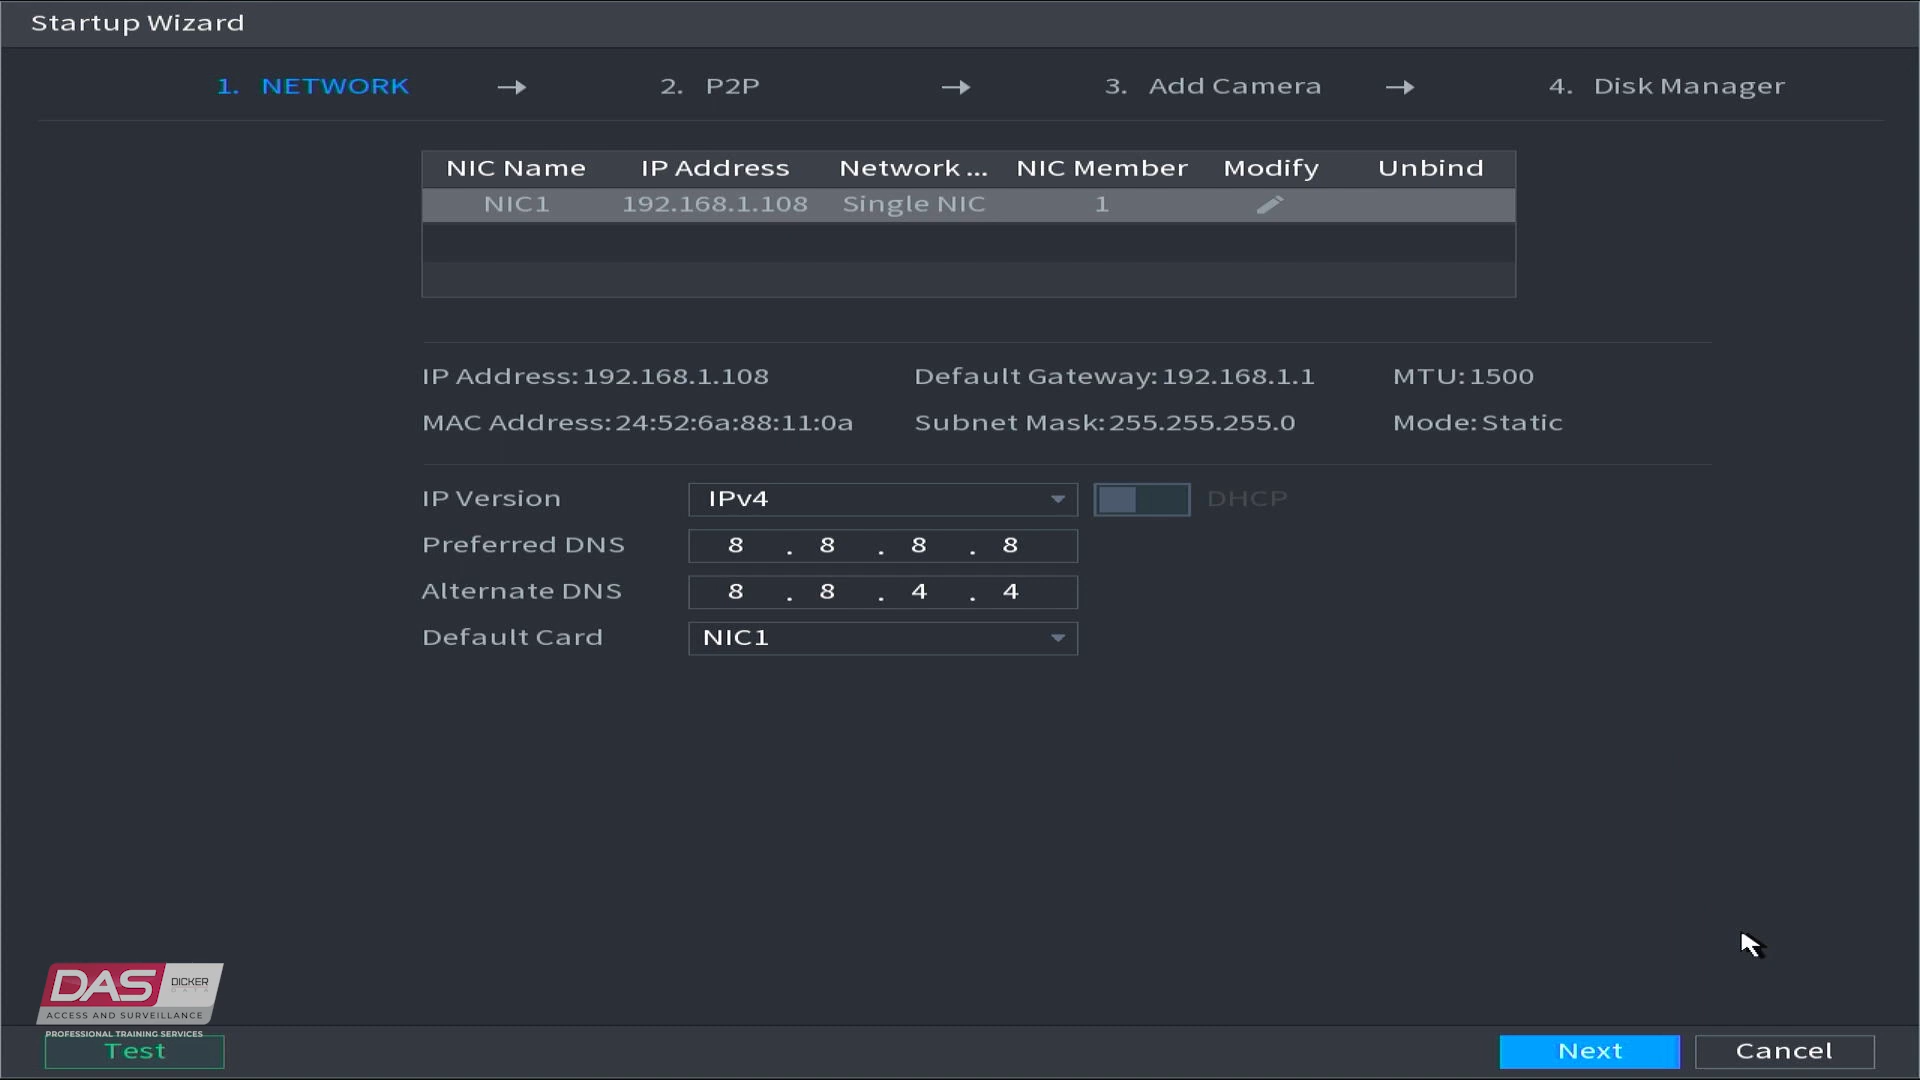 Startup Wizard
1. NETWORK → 2. P2P → 3. Add Camera → 4. Disk Manager
NIC Name IP Address Network ... NIC Member Modify Unbind
NIC1 192.168.1.108 Single NIC 1
IP Address:192.168.1.108 Default Gateway:192.168.1.1 MTU:1500
MAC Address:24:52:6a:88:11:0a Subnet Mask:255.255.255.0 Mode:Static
IP Version IPv4 DHCP
Preferred DNS 8 . 8 . 8 . 8
Alternate DNS 8 . 8 . 4 . 4
Default Card NIC1
DAS DICKER
DATA
ACCESS AND SURVEILLANCE
PROFESSIONAL TRAINING SERVICES
Test Next Cancel